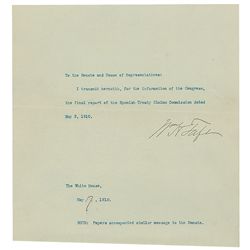 To the Senate and House of Representatives:
I transmit herewith, for the information of the Congress,
the final report of the Spanish Treaty Claims Commission dated
May 2, 1910.
Wm H Taft
The White House,
May 9, 1910.
NOTE: Papers accompanied similar message to the Senate.